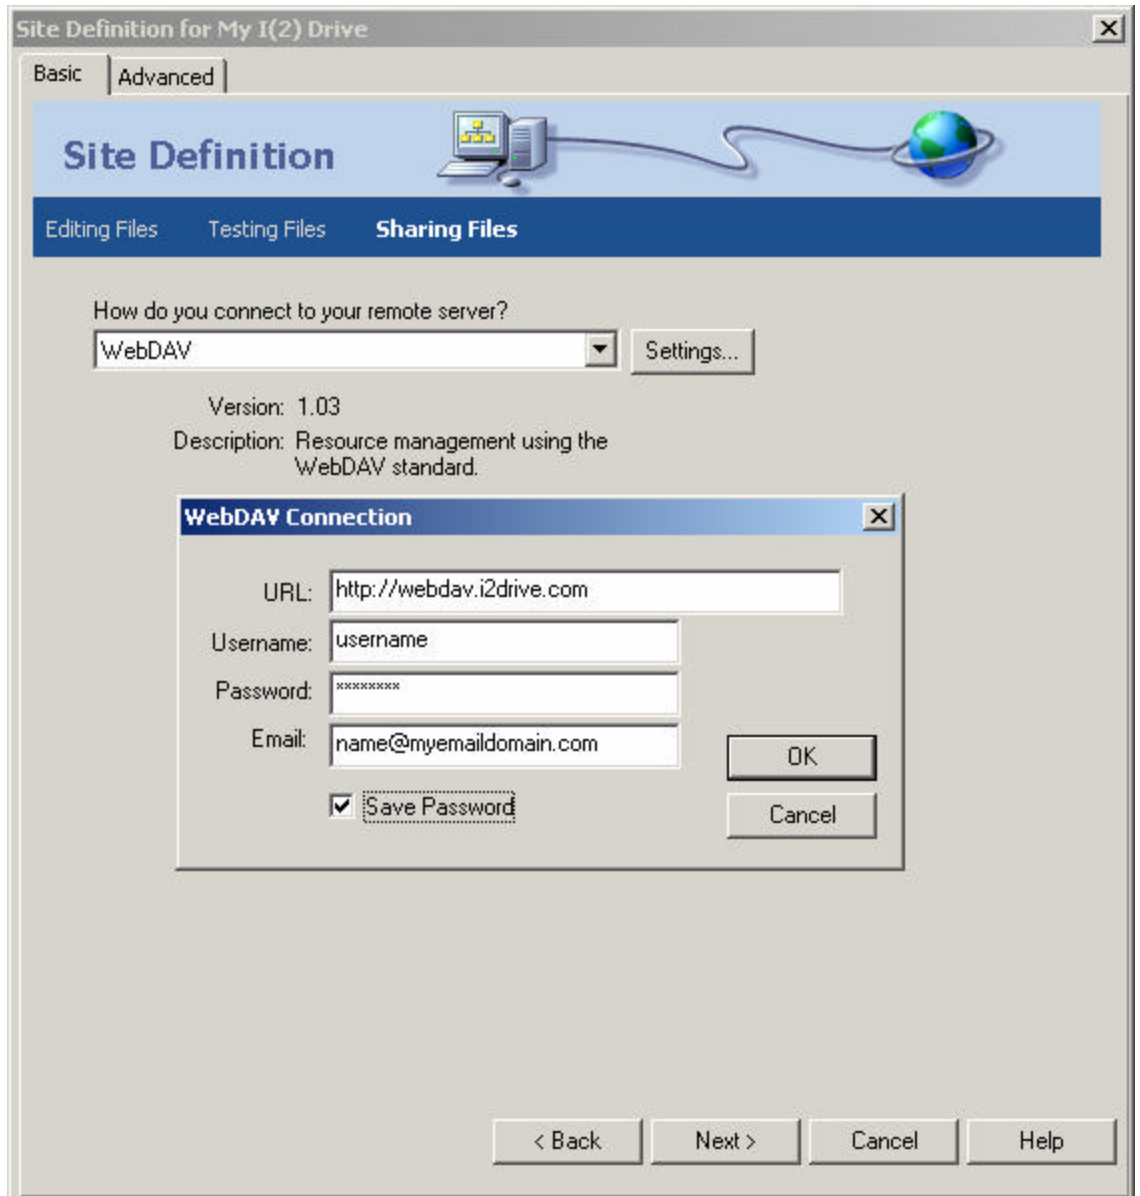 Site Definition for My I(2) Drive
Basic
Advanced
Site Definition
Editing Files
Testing Files
Sharing Files
How do you connect to your remote server?
WebDAV
Settings...
Version: 1.03
Description: Resource management using the
WebDAV standard.
WebDAV Connection
URL: http://webdav.i2drive.com
Username: username
Password: ********
Email: name@myemaildomain.com
OK
Save Password
Cancel
< Back
Next >
Cancel
Help